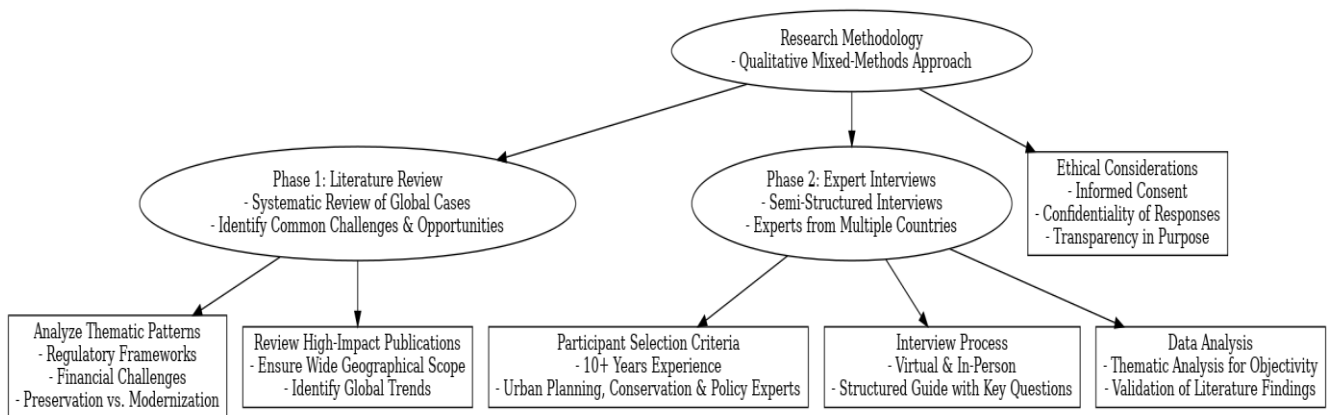 Research Methodology
- Qualitative Mixed-Methods Approach
Phase 1: Literature Review
- Systematic Review of Global Cases
- Identify Common Challenges & Opportunities
Phase 2: Expert Interviews
- Semi-Structured Interviews
- Experts from Multiple Countries
Ethical Considerations
- Informed Consent
- Confidentiality of Responses
- Transparency in Purpose
Analyze Thematic Patterns
- Regulatory Frameworks
- Financial Challenges
- Preservation vs. Modernization
Review High-Impact Publications
- Ensure Wide Geographical Scope
- Identify Global Trends
Participant Selection Criteria
- 10+ Years Experience
- Urban Planning, Conservation & Policy Experts
Interview Process
- Virtual & In-Person
- Structured Guide with Key Questions
Data Analysis
- Thematic Analysis for Objectivity
- Validation of Literature Findings